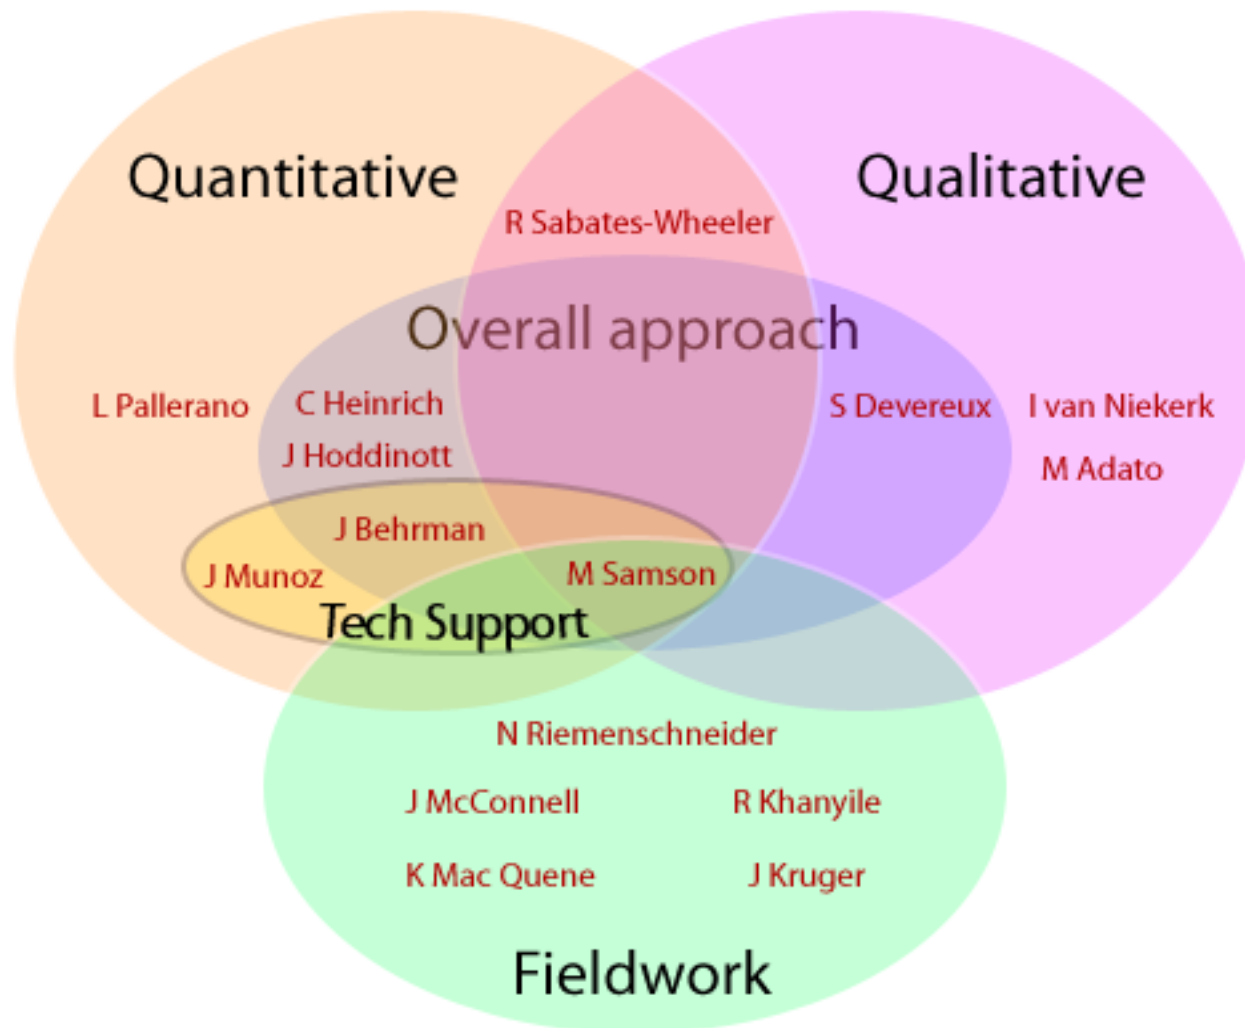 Quantitative
Qualitative
R Sabates-Wheeler
Overall approach
L Pallerano
C Heinrich
S Devereux
I van Niekerk
J Hoddinott
M Adato
J Behrman
J Munoz
M Samson
Tech Support
N Riemenschneider
J McConnell
R Khanyile
K Mac Quene
J Kruger
Fieldwork